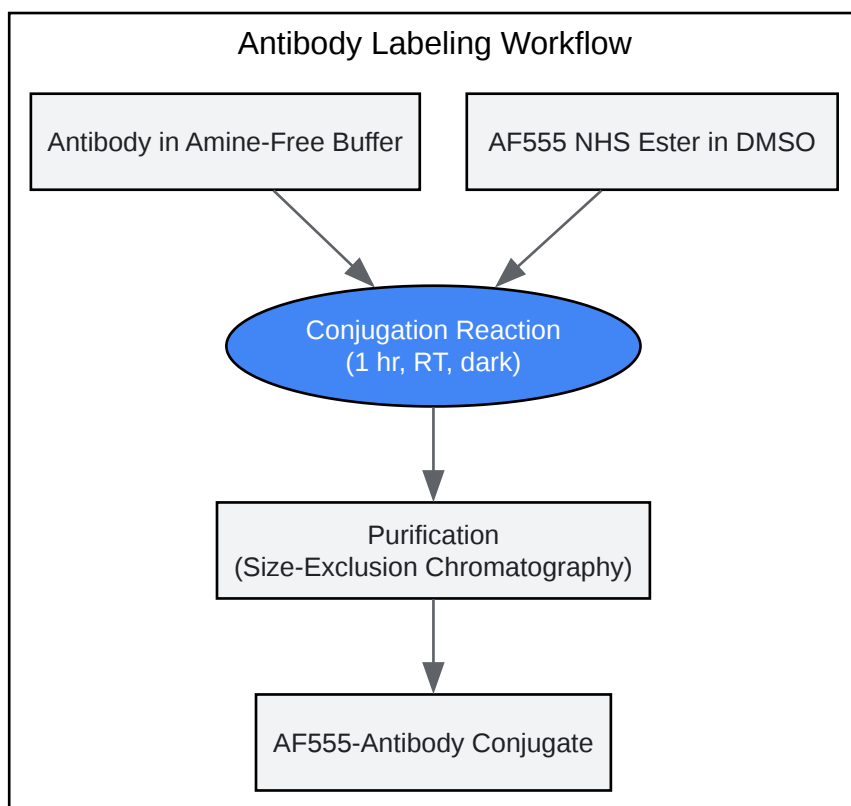 Antibody Labeling Workflow
Antibody in Amine-Free Buffer
AF555 NHS Ester in DMSO
Conjugation Reaction
(1 hr, RT, dark)
Purification
(Size-Exclusion Chromatography)
AF555-Antibody Conjugate